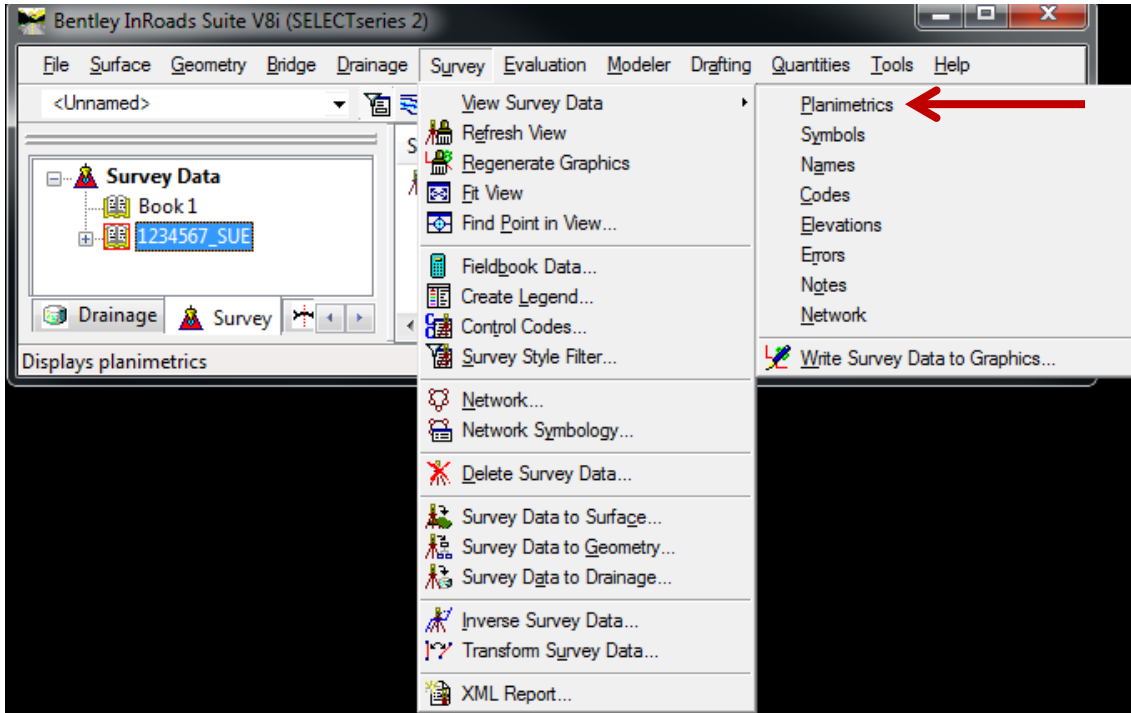 Bentley InRoads Suite V8i (SELECTseries 2)
File Surface Geometry Bridge Drainage Survey Evaluation Modeler Drafting Quantities Tools Help
<Unnamed>
Survey Data
Book 1
1234567_SUE
Drainage Survey
Displays planimetrics
S
View Survey Data
Refresh View
Regenerate Graphics
Fit View
Find Point in View...
Fieldbook Data...
Create Legend...
Control Codes...
Survey Style Filter...
Network...
Network Symbology...
Delete Survey Data...
Survey Data to Surface...
Survey Data to Geometry...
Survey Data to Drainage...
Inverse Survey Data...
Transform Survey Data...
XML Report...
Planimetrics
Symbols
Names
Codes
Elevations
Errors
Notes
Network
Write Survey Data to Graphics...